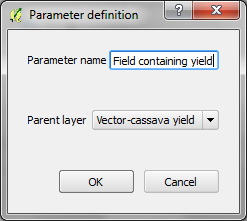 Parameter definition
?
Parameter name Field containing yield
Parent layer Vector-cassava yield
OK Cancel